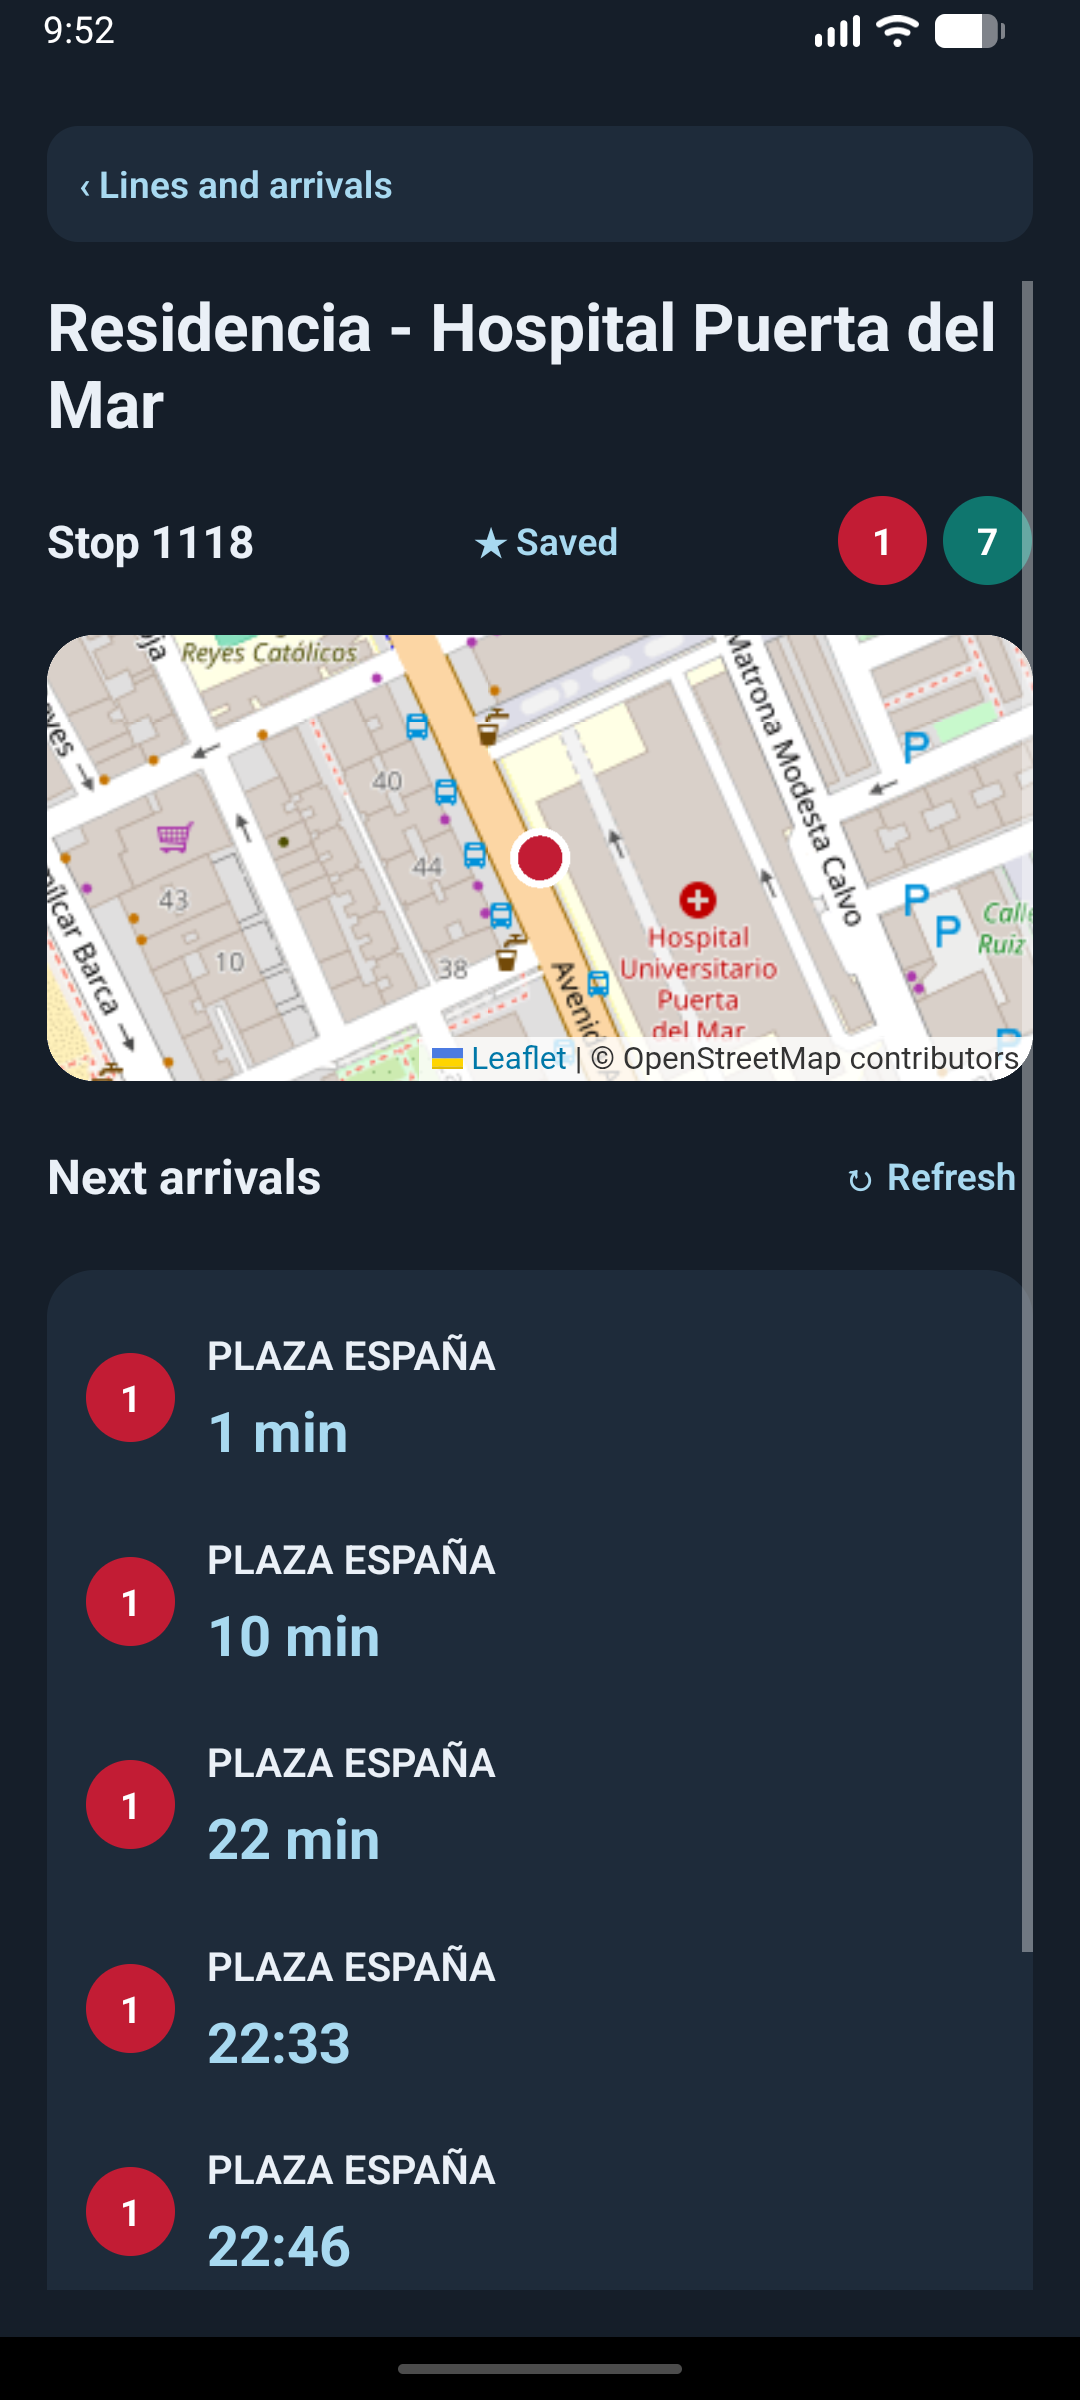 9:52
‹ Lines and arrivals
Residencia - Hospital Puerta del
Mar
Stop 1118
★ Saved
1
7
Reyes Católicos
Matrona Modesta Calvo
40
44
43
10
38
P
P
P
Calle
Ruiz
Hospital
Universitario
Puerta
del Mar
Leaflet | © OpenStreetMap contributors
Next arrivals
↻ Refresh
1
PLAZA ESPAÑA
1 min
1
PLAZA ESPAÑA
10 min
1
PLAZA ESPAÑA
22 min
1
PLAZA ESPAÑA
22:33
1
PLAZA ESPAÑA
22:46